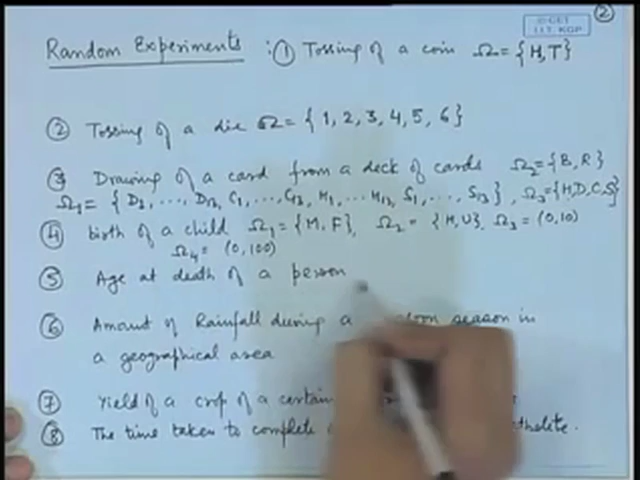 ②
© CET
I.I.T. KGP
Random Experiments : ① Tossing of a coin Ω = {H, T}
② Tossing of a die Ω = { 1, 2, 3, 4, 5, 6 }
③ Drawing of a card from a deck of cards Ω₂ = {B, R}
Ω₁ = { D₁, ..., D₁₃, C₁, ..., C₁₃, H₁, ... H₁₃, S₁, ..., S₁₃ }, Ω₃ = {H, D, C, S}
④ birth of a child Ω₁ = {M, F}, Ω₂ = {H, U}, Ω₃ = (0, 10)
Ω₄ = (0, 100)
⑤ Age at death of a person
⑥ Amount of Rainfall during a season in
a geographical area
⑦ Yield of a crop of a certain
⑧ The time taken to complete